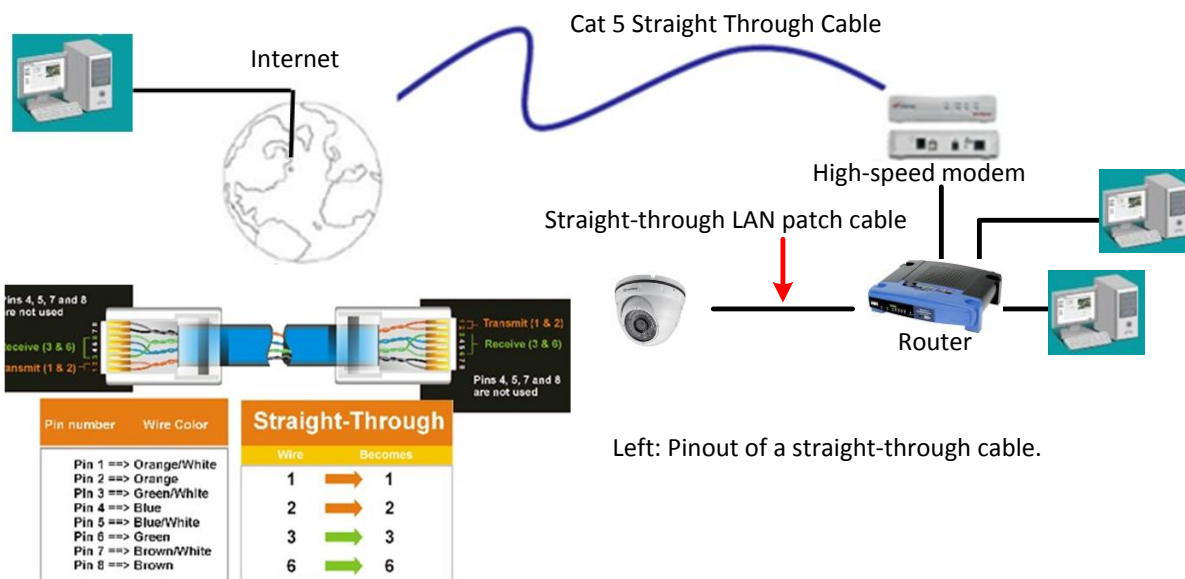 Cat 5 Straight Through Cable
Internet
High-speed modem
Straight-through LAN patch cable
Router
Pins 4, 5, 7 and 8
are not used
Receive (3 & 6)
Transmit (1 & 2)
Transmit (1 & 2)
Receive (3 & 6)
Pins 4, 5, 7 and 8
are not used
Left: Pinout of a straight-through cable.
Pin number Wire Color
Pin 1 ==> Orange/White
Pin 2 ==> Orange
Pin 3 ==> Green/White
Pin 4 ==> Blue
Pin 5 ==> Blue/White
Pin 6 ==> Green
Pin 7 ==> Brown/White
Pin 8 ==> Brown
Straight-Through
Wire Becomes
1 1
2 2
3 3
6 6